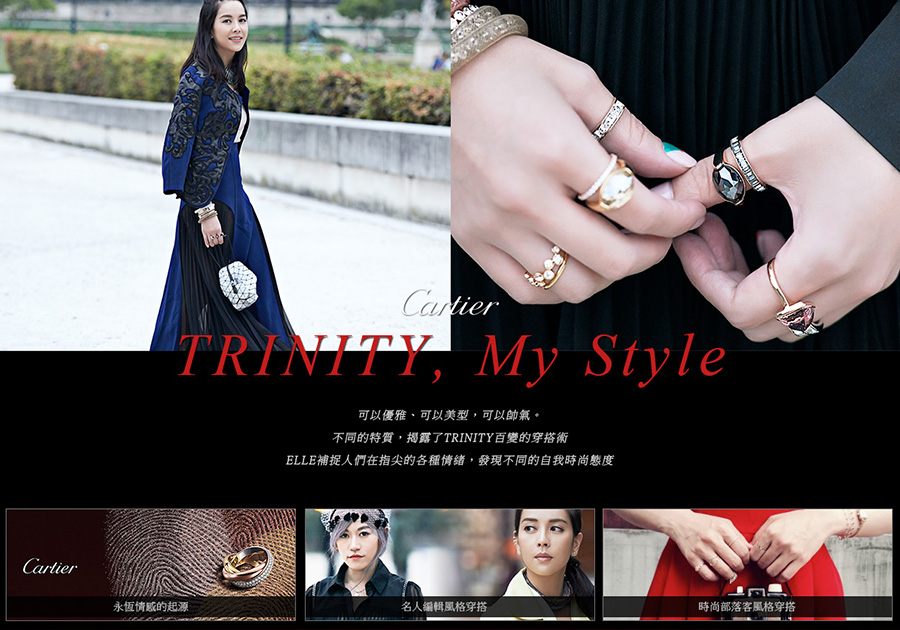 Cartier
TRINITY, My Style
可以優雅、可以美型，可以帥氣。
不同的特質，揭露了TRINITY百變的穿搭術
ELLE補捉人們在指尖的各種情緒，發現不同的自我時尚態度
Cartier
永恆情感的起源
名人編輯風格穿搭
時尚部落客風格穿搭